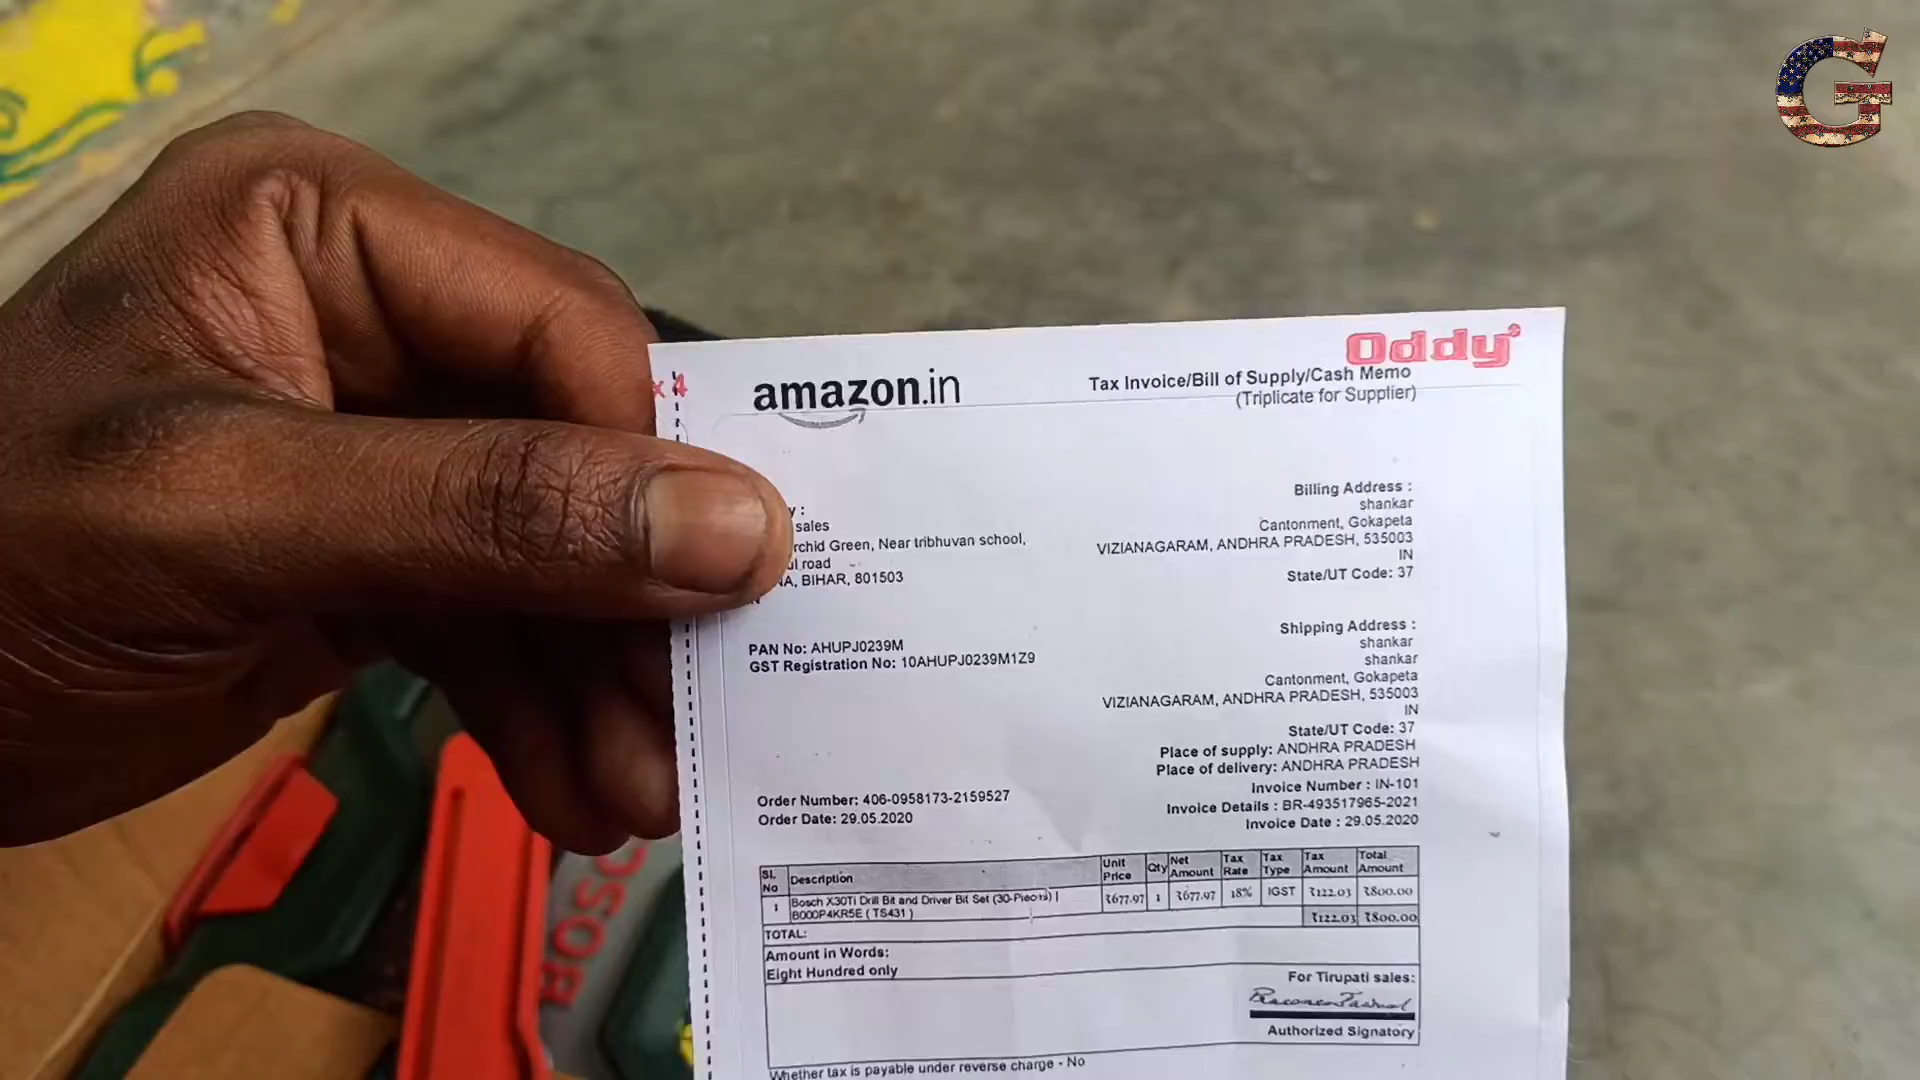 G
Oddy
x 4
amazon.in
Tax Invoice/Bill of Supply/Cash Memo
(Triplicate for Supplier)
y :
sales
rchid Green, Near tribhuvan school,
ul road
NA, BIHAR, 801503
PAN No: AHUPJ0239M
GST Registration No: 10AHUPJ0239M1Z9
Billing Address :
shankar
Cantonment, Gokapeta
VIZIANAGARAM, ANDHRA PRADESH, 535003
IN
State/UT Code: 37
Shipping Address :
shankar
shankar
Cantonment, Gokapeta
VIZIANAGARAM, ANDHRA PRADESH, 535003
IN
State/UT Code: 37
Place of supply: ANDHRA PRADESH
Place of delivery: ANDHRA PRADESH
Order Number: 406-0958173-2159527
Order Date: 29.05.2020
Invoice Number : IN-101
Invoice Details : BR-493517965-2021
Invoice Date : 29.05.2020
Sl. No Description Unit Price Qty Net Amount Tax Rate Tax Type Tax Amount Total Amount
1 Bosch X30Ti Drill Bit and Driver Bit Set (30-Pieces) | ₹677.97 1 ₹677.97 18% IGST ₹122.03 ₹800.00
B000P4KR5E ( TS431 )
TOTAL: ₹122.03 ₹800.00
Amount in Words:
Eight Hundred only
For Tirupati sales:
Authorized Signatory
Whether tax is payable under reverse charge - No
BOSC